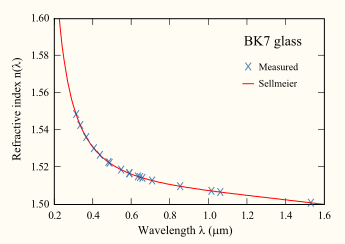 BK7 glass
Measured
Sellmeier
Refractive index n(λ)
1.60
1.58
1.56
1.54
1.52
1.50
0.2 0.4 0.6 0.8 1.0 1.2 1.4 1.6
Wavelength λ (μm)